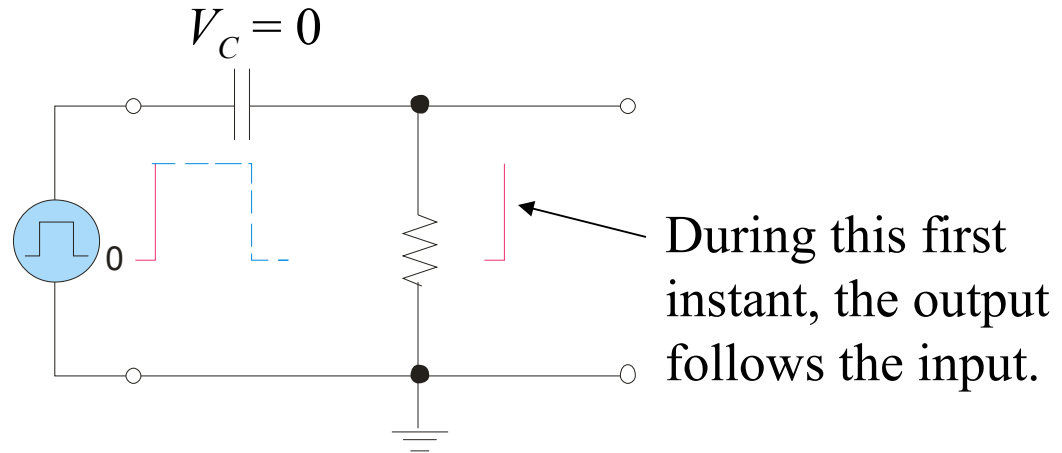 V_C = 0
0
During this first
instant, the output
follows the input.